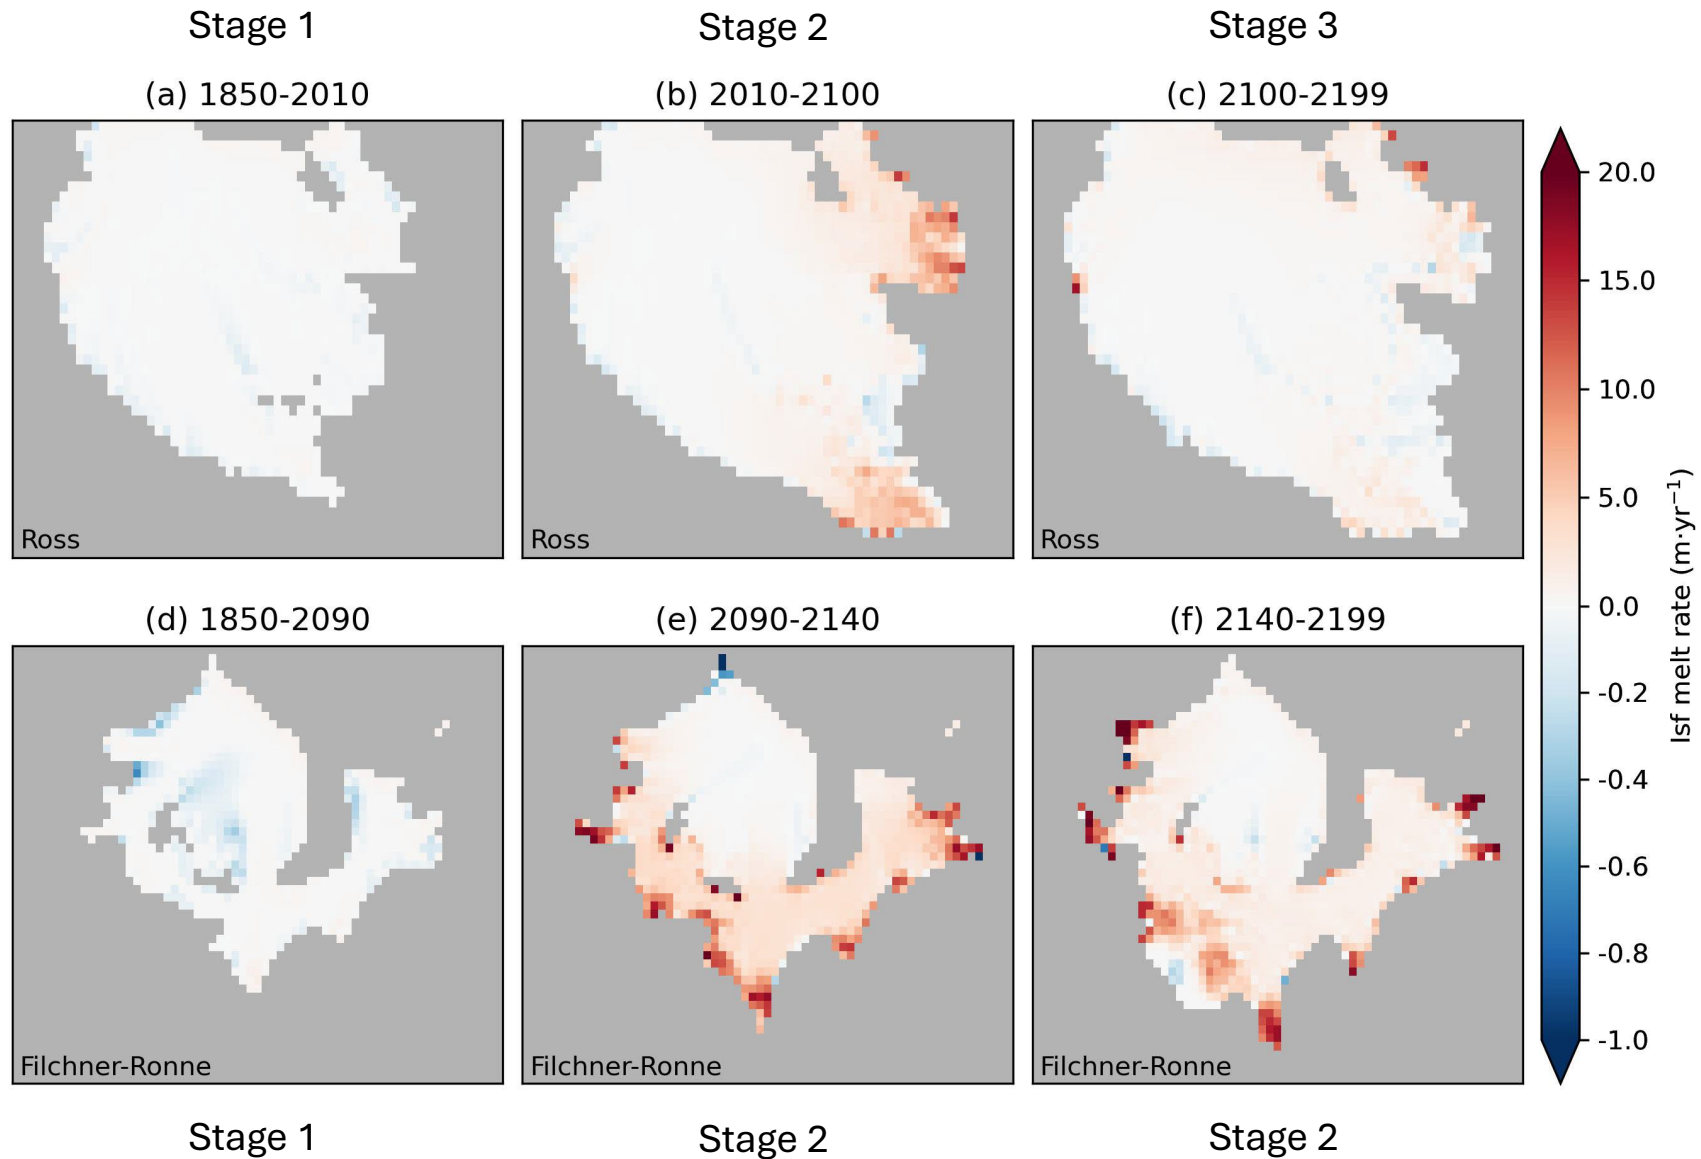 Stage 1
Stage 2
Stage 3
(a) 1850-2010
(b) 2010-2100
(c) 2100-2199
Ross
Ross
Ross
(d) 1850-2090
(e) 2090-2140
(f) 2140-2199
Filchner-Ronne
Filchner-Ronne
Filchner-Ronne
Stage 1
Stage 2
Stage 2
20.0
15.0
10.0
5.0
0.0
-0.2
-0.4
-0.6
-0.8
-1.0
Isf melt rate (m·yr⁻¹)